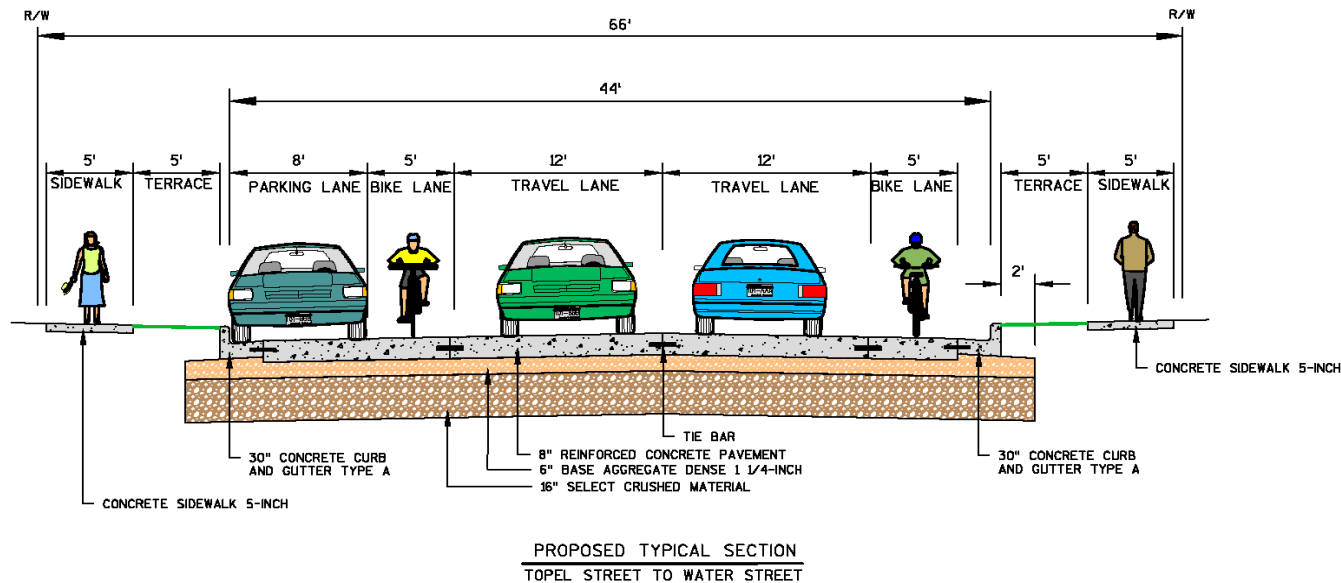 R/W
R/W
66'
44'
5'
5'
8'
5'
12'
12'
5'
5'
5'
SIDEWALK
TERRACE
PARKING LANE
BIKE LANE
TRAVEL LANE
TRAVEL LANE
BIKE LANE
TERRACE
SIDEWALK
2'
CONCRETE SIDEWALK 5-INCH
TIE BAR
30" CONCRETE CURB
AND GUTTER TYPE A
8" REINFORCED CONCRETE PAVEMENT
6" BASE AGGREGATE DENSE 1 1/4-INCH
16" SELECT CRUSHED MATERIAL
30" CONCRETE CURB
AND GUTTER TYPE A
CONCRETE SIDEWALK 5-INCH
PROPOSED TYPICAL SECTION
TOPEL STREET TO WATER STREET